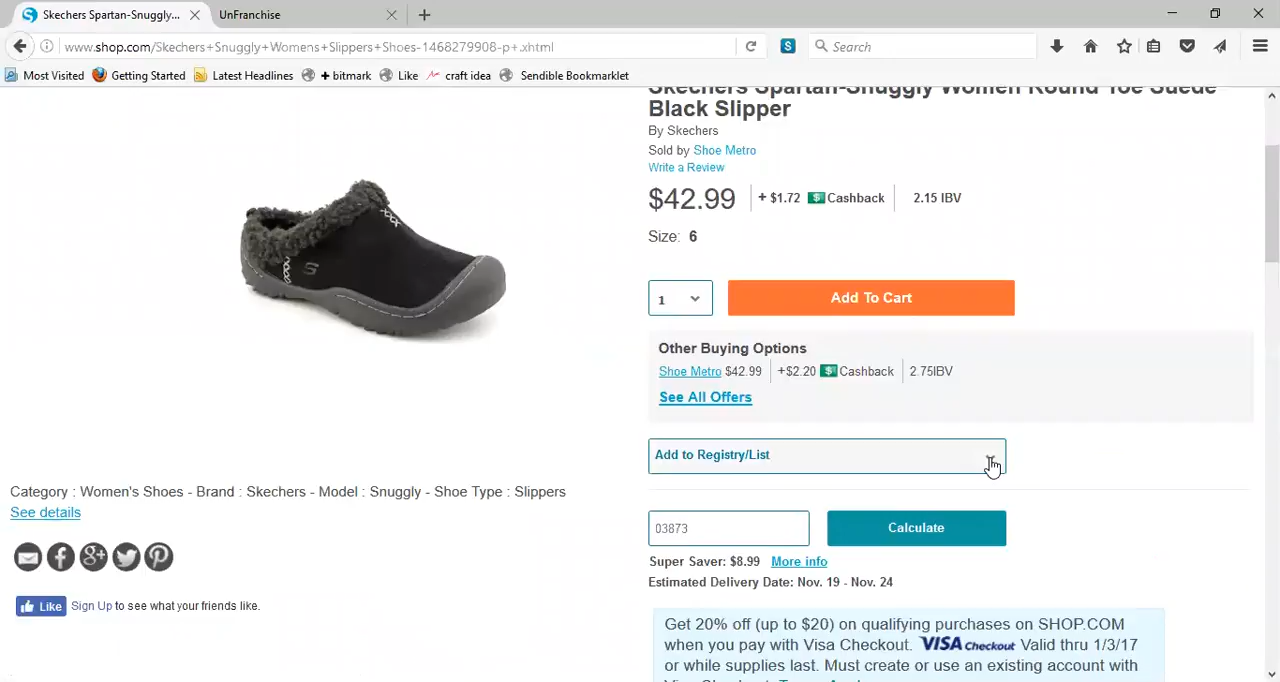 Skechers Spartan-Snuggly...
UnFranchise
www.shop.com/Skechers+Snuggly+Womens+Slippers+Shoes-1468279908-p+.xhtml
Search
Most Visited
Getting Started
Latest Headlines
+ bitmark
Like
craft idea
Sendible Bookmarklet
Skechers Spartan-Snuggly Women Round Toe Suede
Black Slipper
By Skechers
Sold by Shoe Metro
Write a Review
$42.99 + $1.72 $ Cashback 2.15 IBV
Size: 6
1
Add To Cart
Other Buying Options
Shoe Metro $42.99 +$2.20 $ Cashback 2.75IBV
See All Offers
Add to Registry/List
Category : Women's Shoes - Brand : Skechers - Model : Snuggly - Shoe Type : Slippers
See details
Like Sign Up to see what your friends like.
03873
Calculate
Super Saver: $8.99 More info
Estimated Delivery Date: Nov. 19 - Nov. 24
Get 20% off (up to $20) on qualifying purchases on SHOP.COM
when you pay with Visa Checkout. VISA Checkout Valid thru 1/3/17
or while supplies last. Must create or use an existing account with